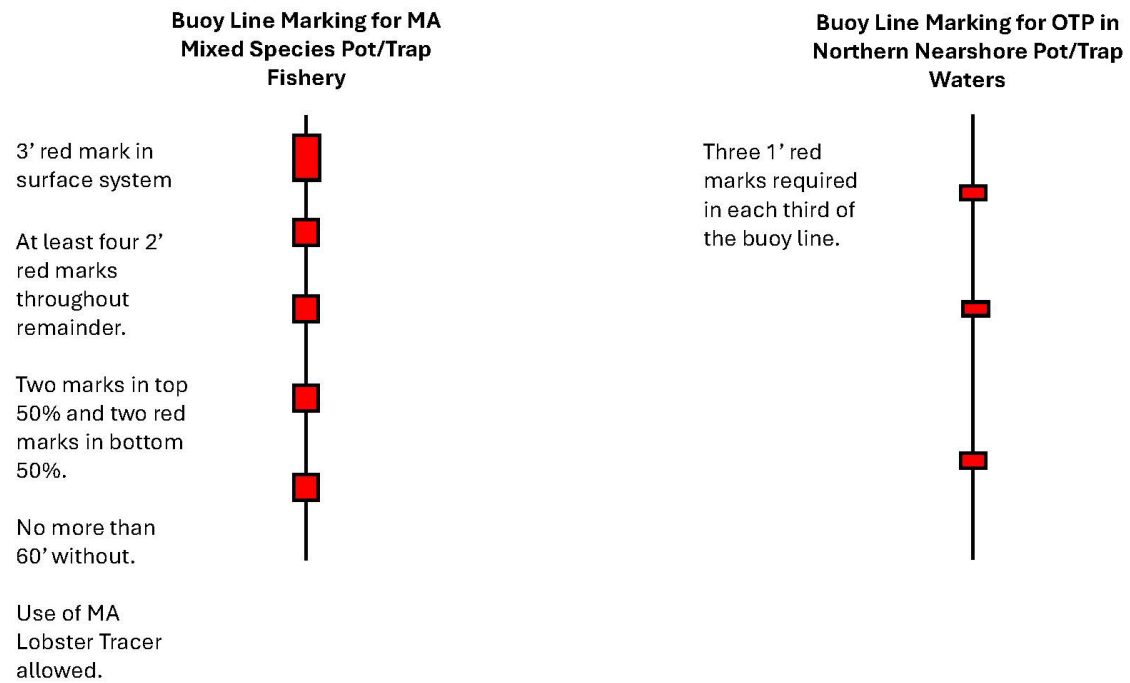 Buoy Line Marking for MA
Mixed Species Pot/Trap
Fishery
3’ red mark in
surface system
At least four 2’
red marks
throughout
remainder.
Two marks in top
50% and two red
marks in bottom
50%.
No more than
60’ without.
Use of MA
Lobster Tracer
allowed.
Buoy Line Marking for OTP in
Northern Nearshore Pot/Trap
Waters
Three 1’ red
marks required
in each third of
the buoy line.